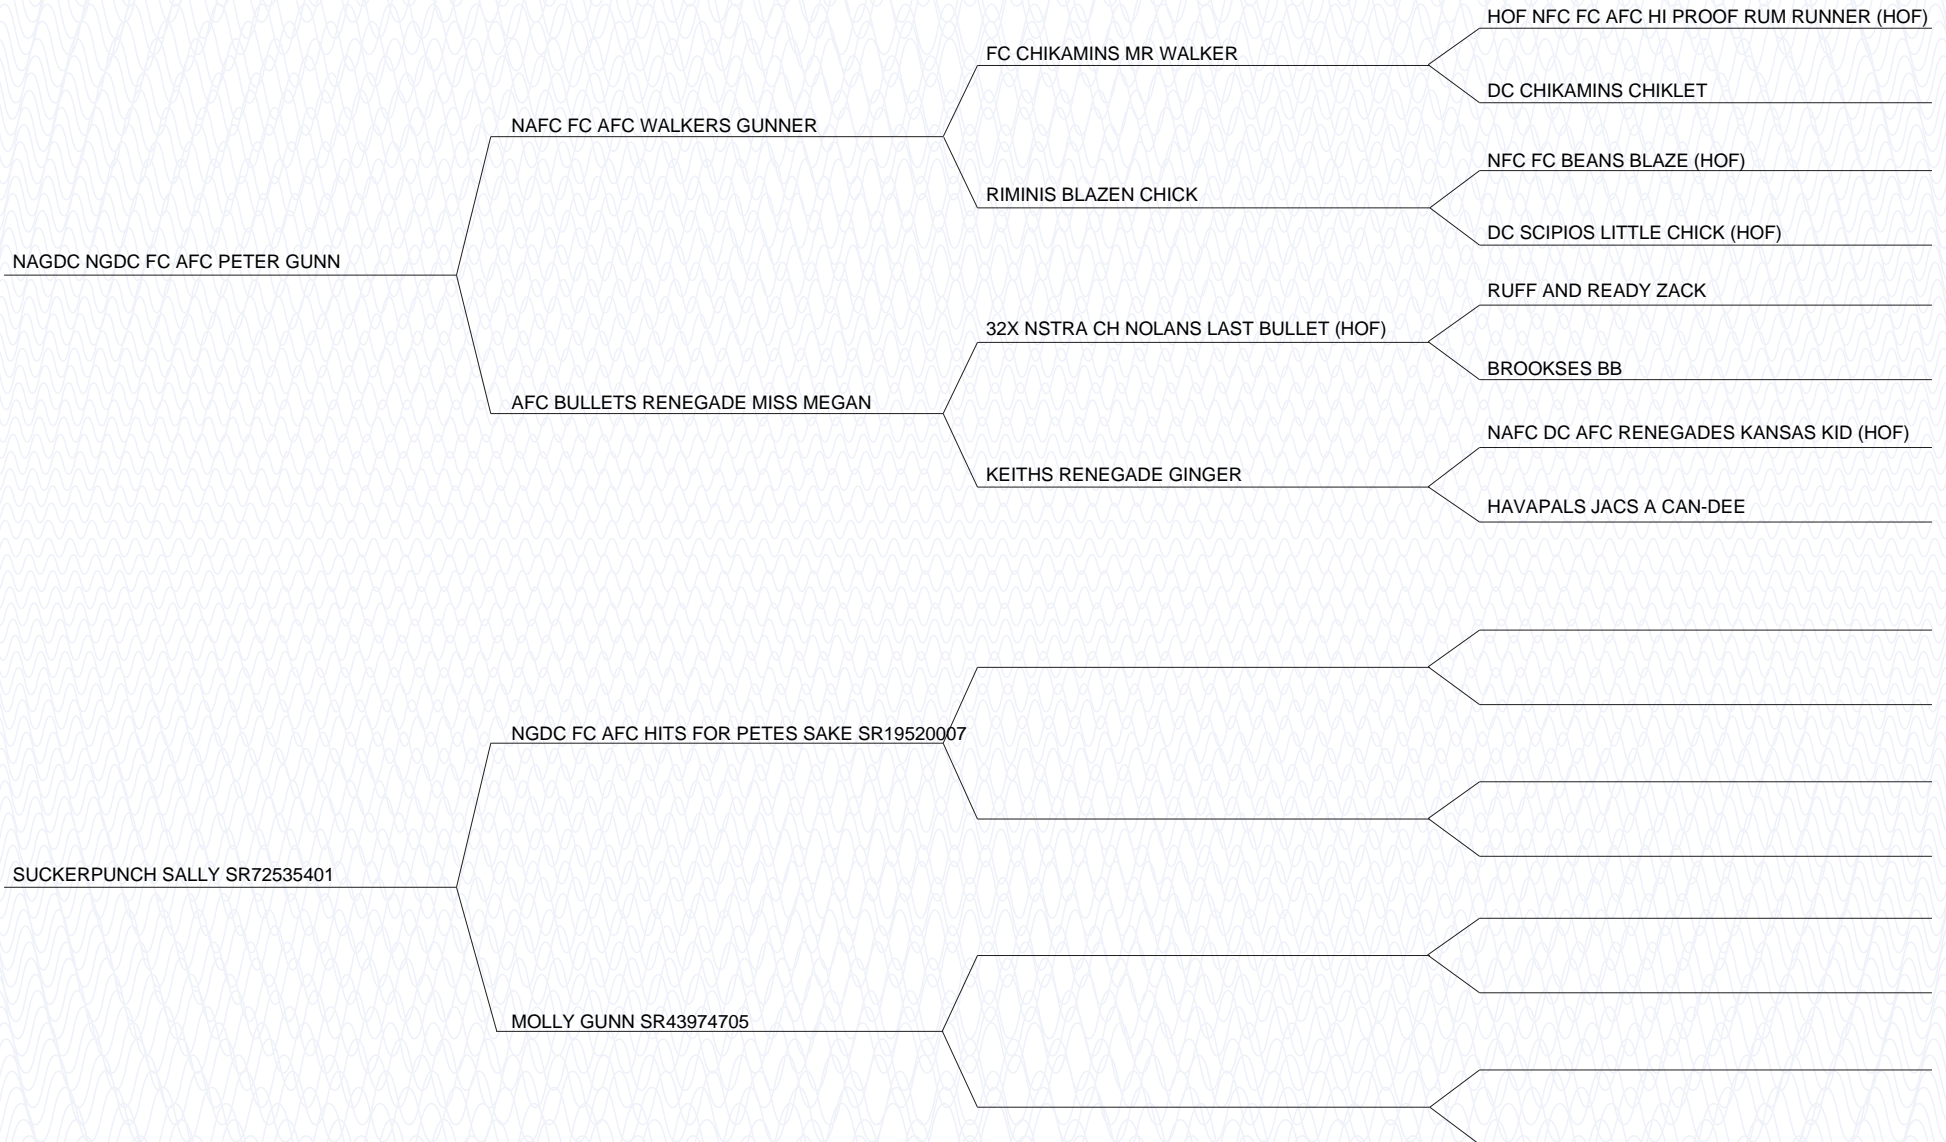 HOF NFC FC AFC HI PROOF RUM RUNNER (HOF)
FC CHIKAMINS MR WALKER
DC CHIKAMINS CHIKLET
NAFC FC AFC WALKERS GUNNER
NFC FC BEANS BLAZE (HOF)
RIMINIS BLAZEN CHICK
DC SCIPIOS LITTLE CHICK (HOF)
NAGDC NGDC FC AFC PETER GUNN
RUFF AND READY ZACK
32X NSTRA CH NOLANS LAST BULLET (HOF)
BROOKSES BB
AFC BULLETS RENEGADE MISS MEGAN
NAFC DC AFC RENEGADES KANSAS KID (HOF)
KEITHS RENEGADE GINGER
HAVAPALS JACS A CAN-DEE
NGDC FC AFC HITS FOR PETES SAKE SR19520007
SUCKERPUNCH SALLY SR72535401
MOLLY GUNN SR43974705